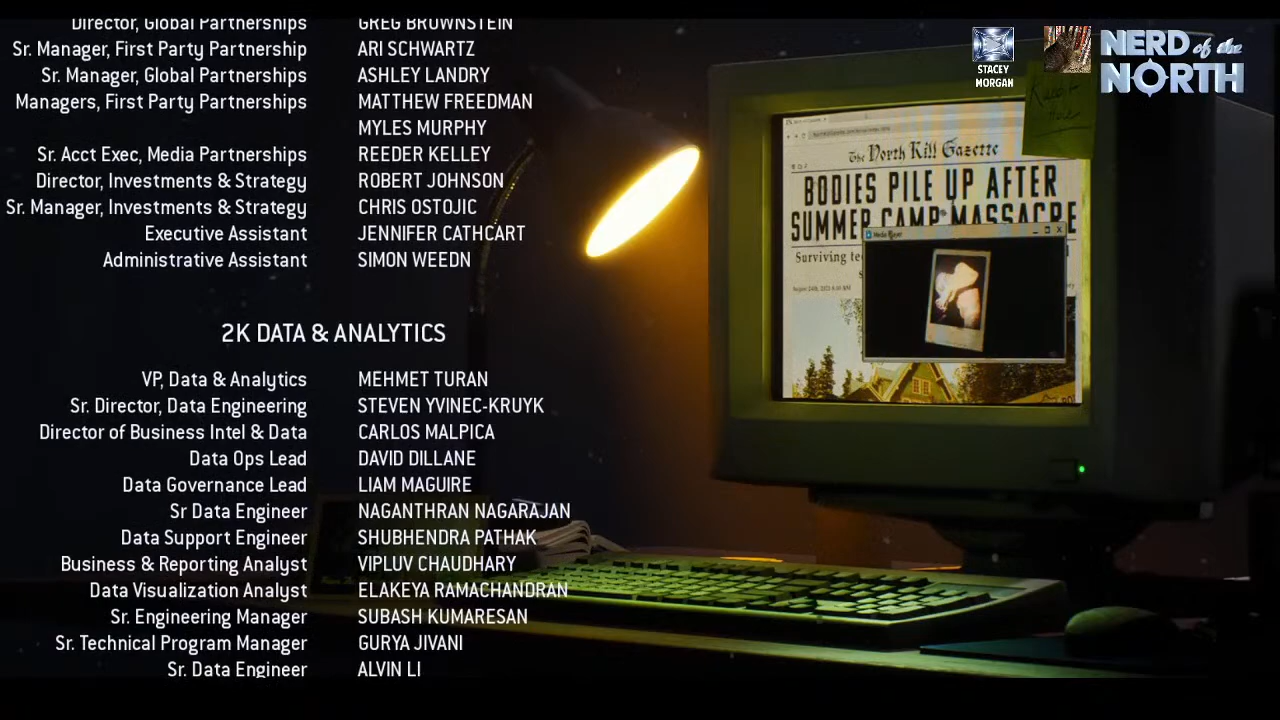 Director, Global Partnerships GREG BROWNSTEIN
Sr. Manager, First Party Partnership ARI SCHWARTZ
Sr. Manager, Global Partnerships ASHLEY LANDRY
Managers, First Party Partnerships MATTHEW FREEDMAN
MYLES MURPHY
Sr. Acct Exec, Media Partnerships REEDER KELLEY
Director, Investments & Strategy ROBERT JOHNSON
Sr. Manager, Investments & Strategy CHRIS OSTOJIC
Executive Assistant JENNIFER CATHCART
Administrative Assistant SIMON WEEDN
2K DATA & ANALYTICS
VP, Data & Analytics MEHMET TURAN
Sr. Director, Data Engineering STEVEN YVINEC-KRUYK
Director of Business Intel & Data CARLOS MALPICA
Data Ops Lead DAVID DILLANE
Data Governance Lead LIAM MAGUIRE
Sr Data Engineer NAGANTHRAN NAGARAJAN
Data Support Engineer SHUBHENDRA PATHAK
Business & Reporting Analyst VIPLUV CHAUDHARY
Data Visualization Analyst ELAKEYA RAMACHANDRAN
Sr. Engineering Manager SUBASH KUMARESAN
Sr. Technical Program Manager GURYA JIVANI
Sr. Data Engineer ALVIN LI
STACEY
MORGAN
NERD of the
NORTH
The North Kill Gazette
BODIES PILE UP AFTER
SUMMER CAMP MASSACRE
Media Player
Surviving